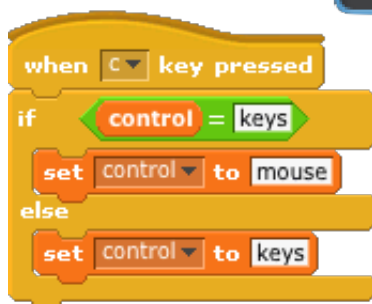 when c key pressed
if control = keys
set control to mouse
else
set control to keys